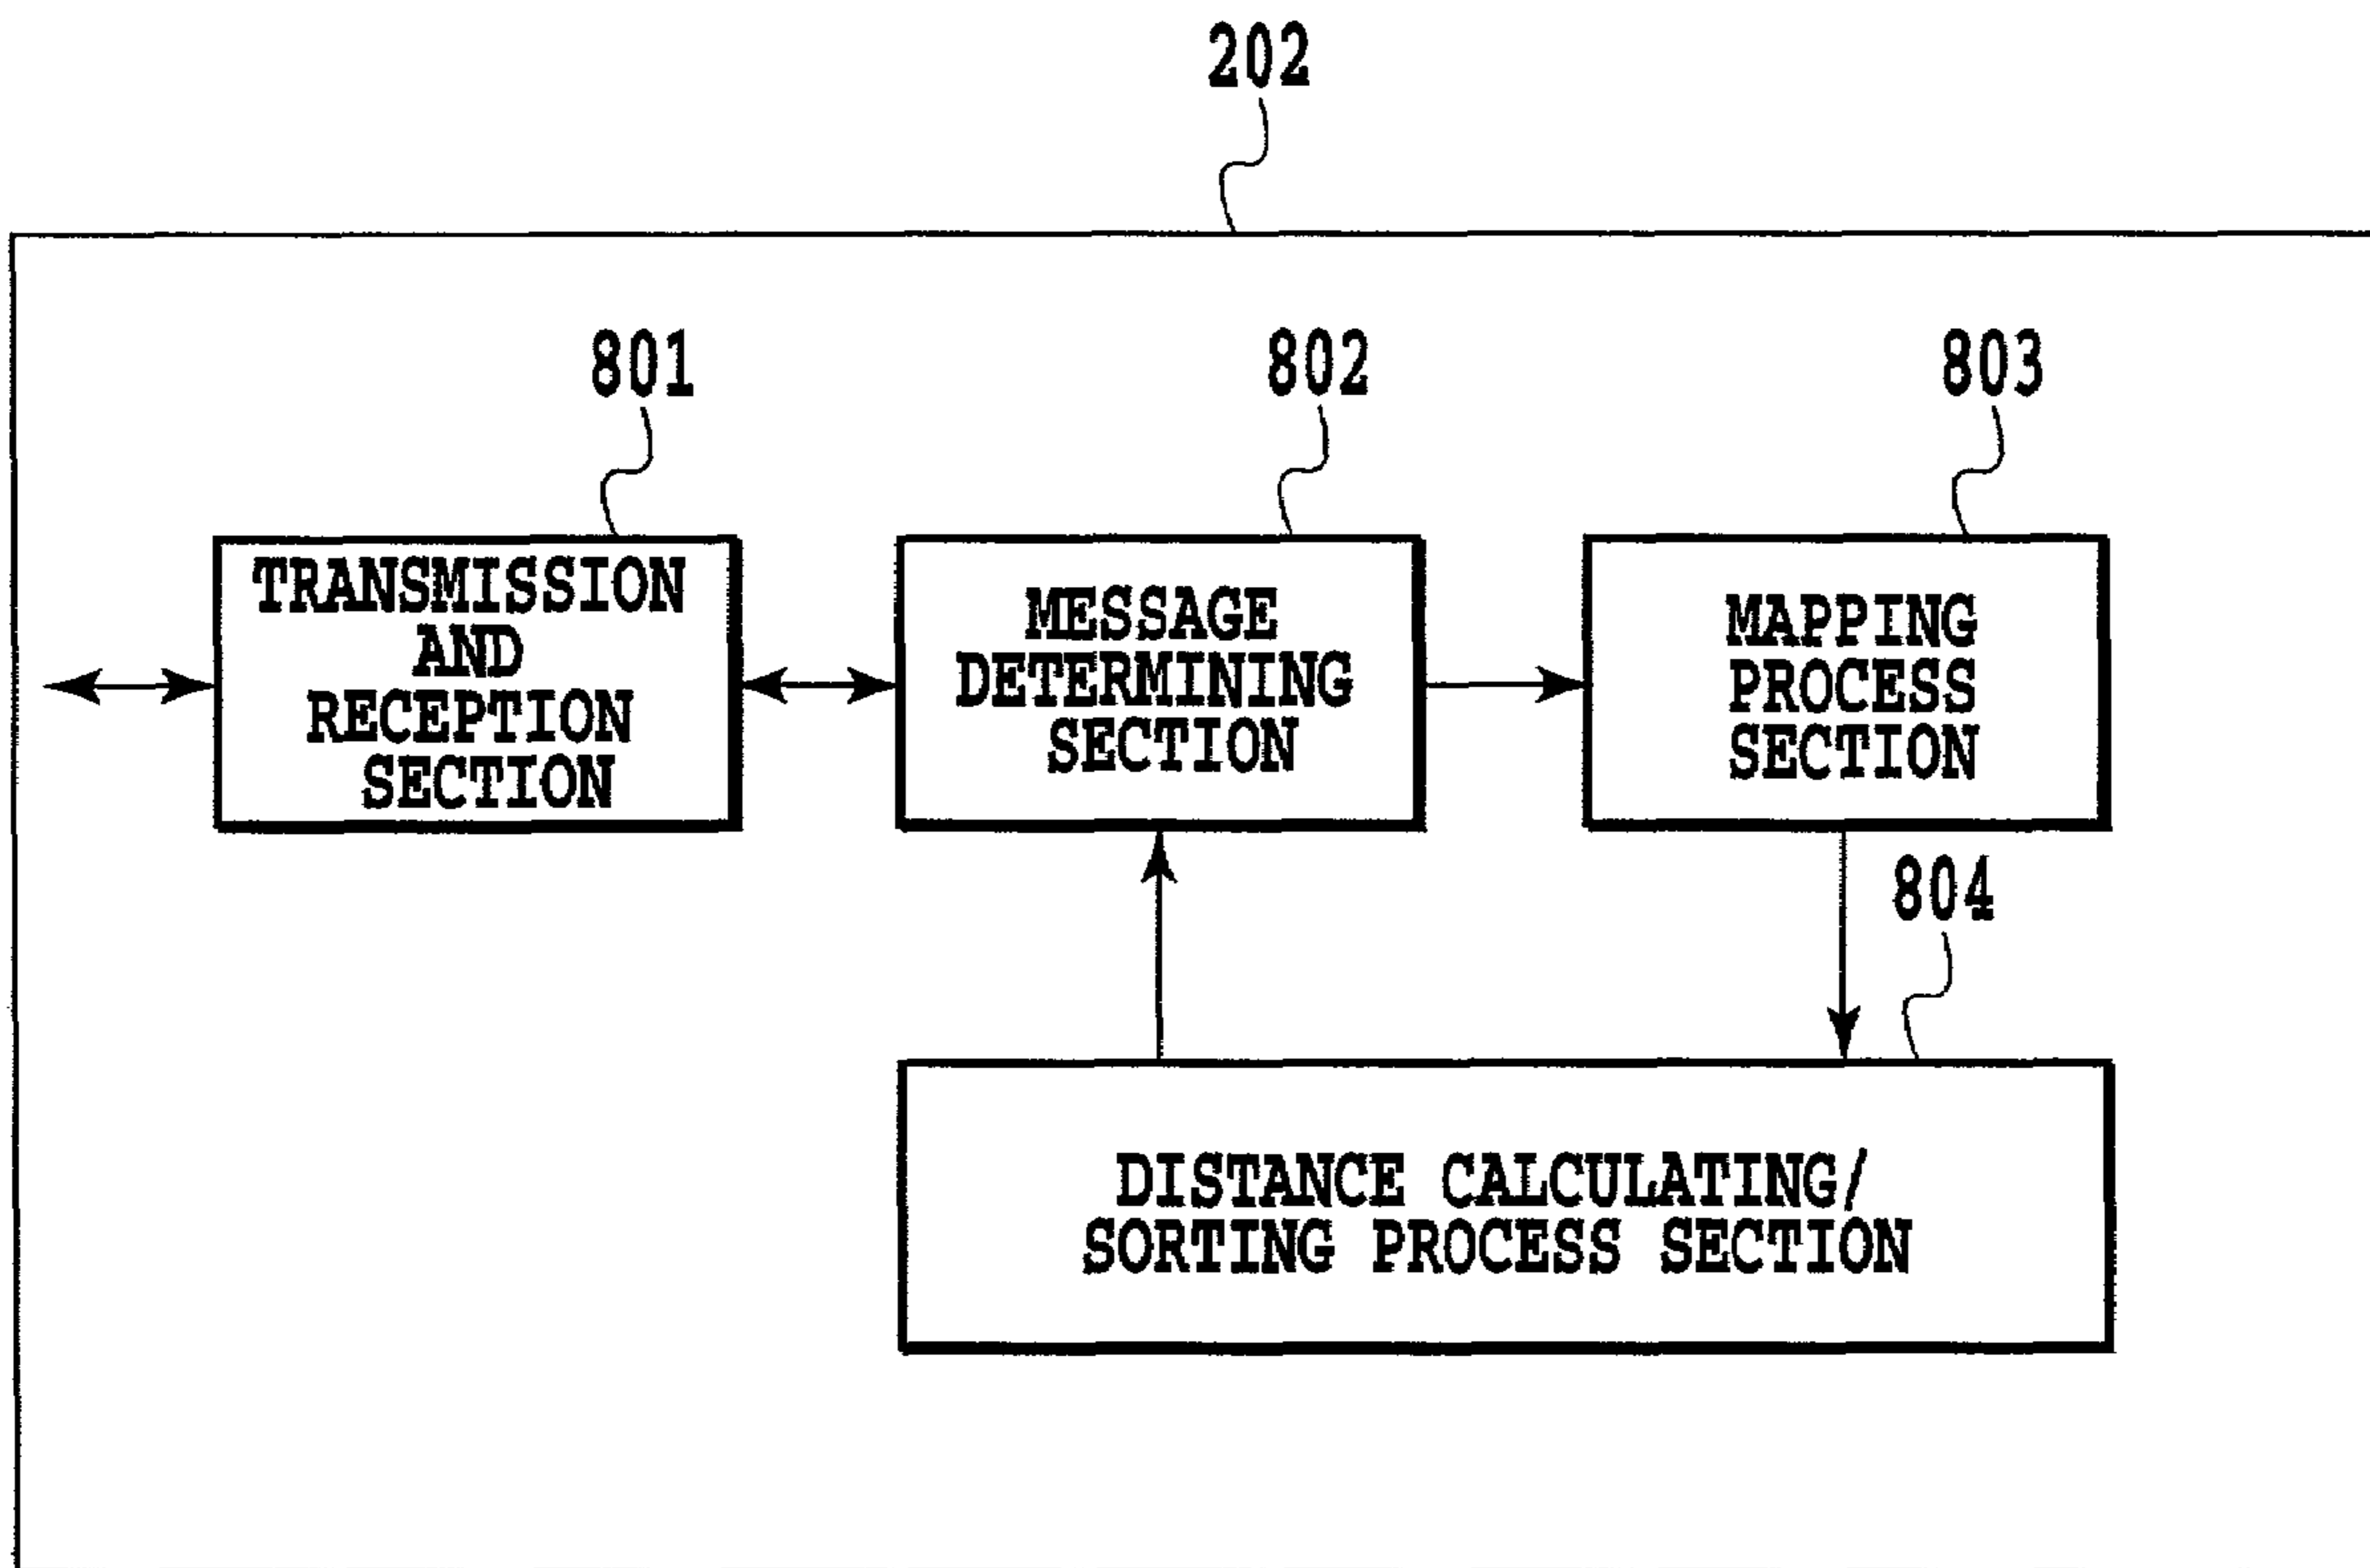 202
801
802
803
TRANSMISSION
AND
RECEPTION
SECTION
MESSAGE
DETERMINING
SECTION
MAPPING
PROCESS
SECTION
804
DISTANCE CALCULATING/
SORTING PROCESS SECTION